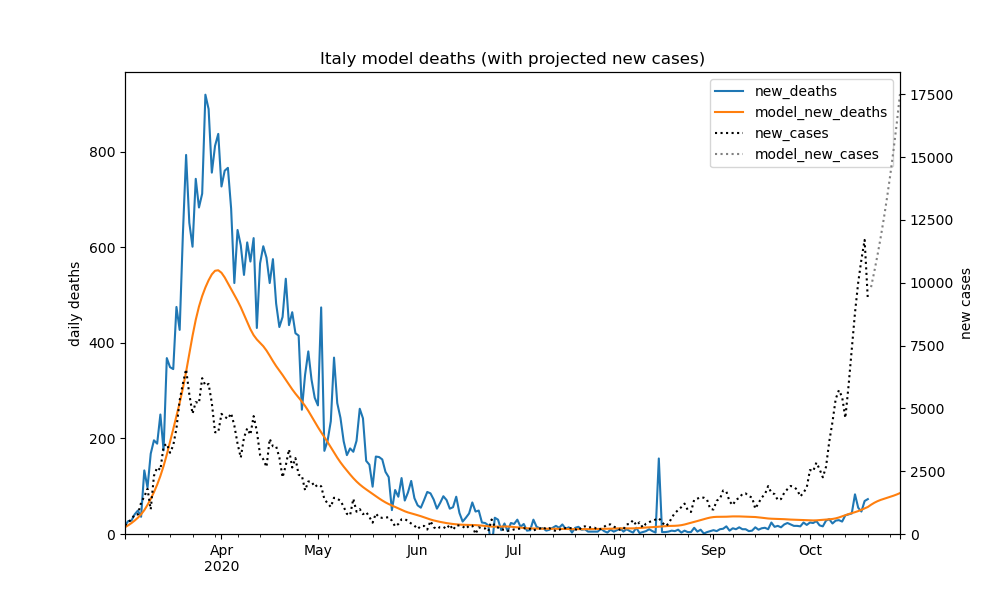 Italy model deaths (with projected new cases)
new_deaths
model_new_deaths
new_cases
model_new_cases
daily deaths
800
600
400
200
0
17500
15000
12500
10000
7500
5000
2500
0
new cases
Apr
2020
May
Jun
Jul
Aug
Sep
Oct